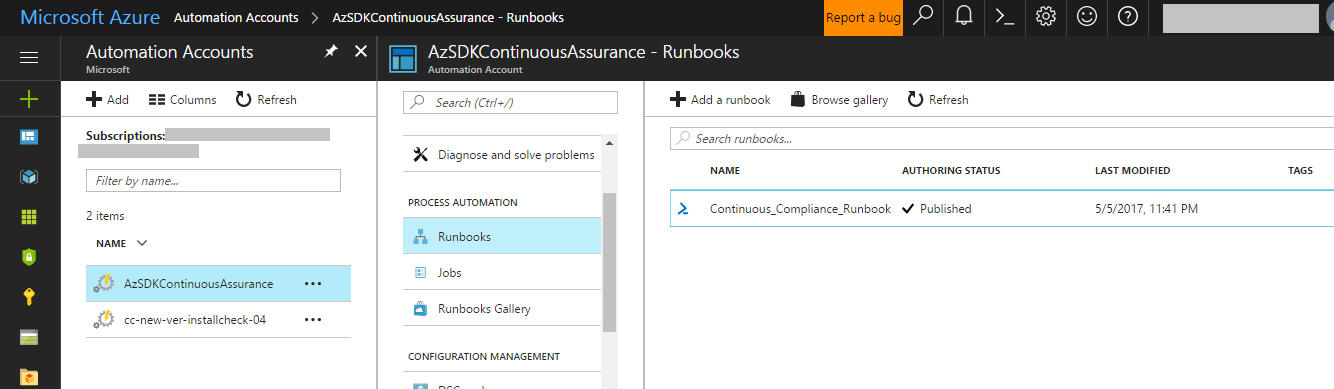 Microsoft Azure Automation Accounts > AzSDKContinuousAssurance - Runbooks
Report a bug
Automation Accounts
Microsoft
Add Columns Refresh
Subscriptions:
Filter by name...
2 items
NAME
AzSDKContinuousAssurance
cc-new-ver-installcheck-04
AzSDKContinuousAssurance - Runbooks
Automation Account
Search (Ctrl+/)
Diagnose and solve problems
PROCESS AUTOMATION
Runbooks
Jobs
Runbooks Gallery
CONFIGURATION MANAGEMENT
Add a runbook Browse gallery Refresh
Search runbooks...
NAME AUTHORING STATUS LAST MODIFIED TAGS
Continuous_Compliance_Runbook Published 5/5/2017, 11:41 PM